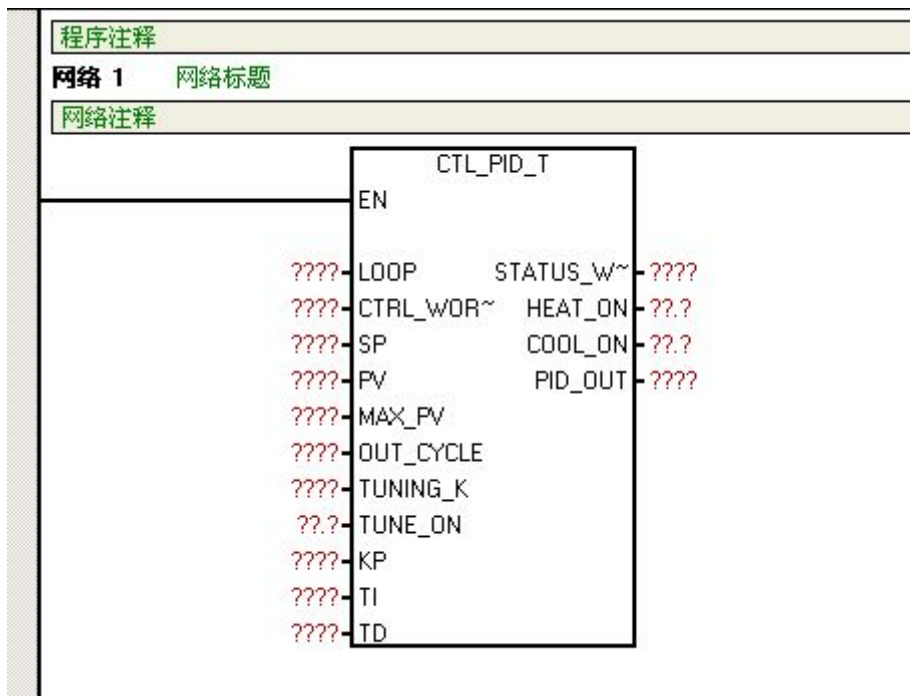 程序注释
网络 1 网络标题
网络注释
CTL_PID_T
EN
???? LOOP STATUS_W~ ????
???? CTRL_WOR~ HEAT_ON ??.?
???? SP COOL_ON ??.?
???? PV PID_OUT ????
???? MAX_PV
???? OUT_CYCLE
???? TUNING_K
??.? TUNE_ON
???? KP
???? TI
???? TD